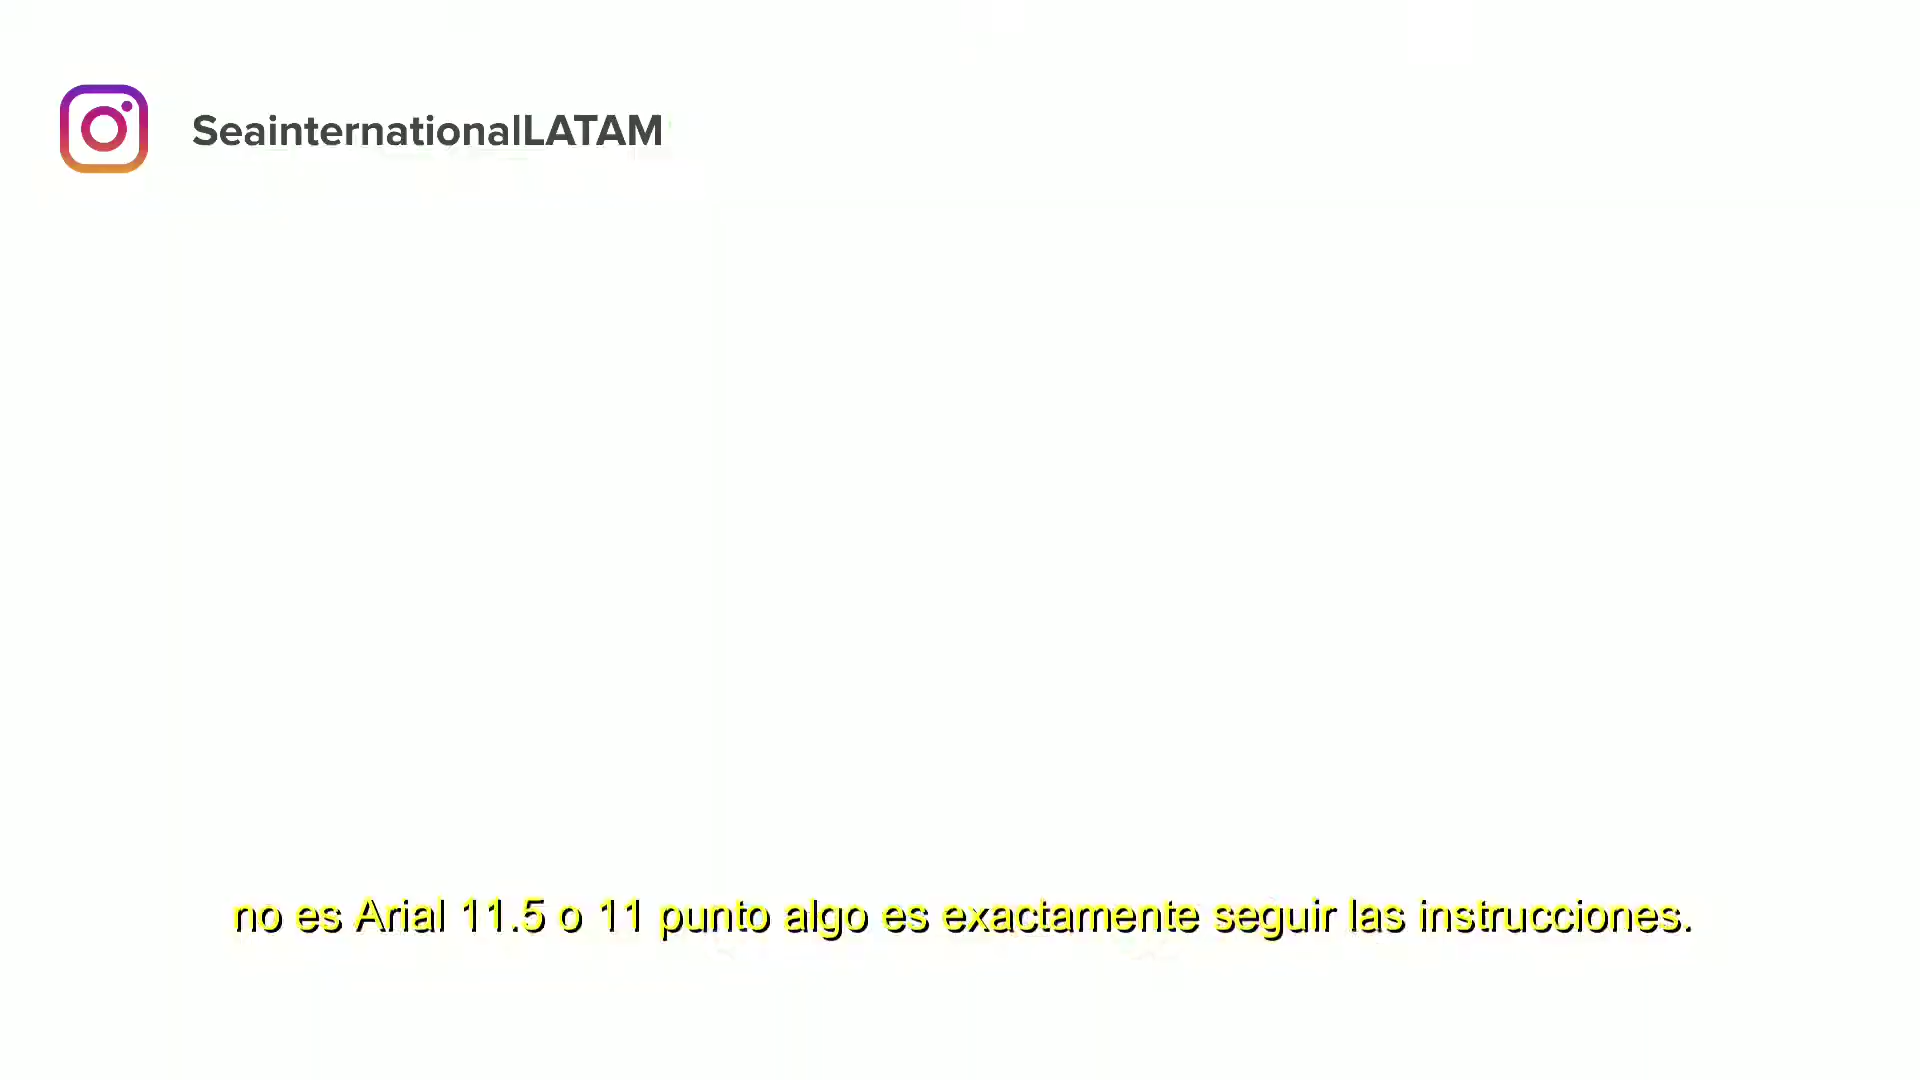 SeainternationalLATAM
no es Arial 11.5 o 11 punto algo es exactamente seguir las instrucciones.